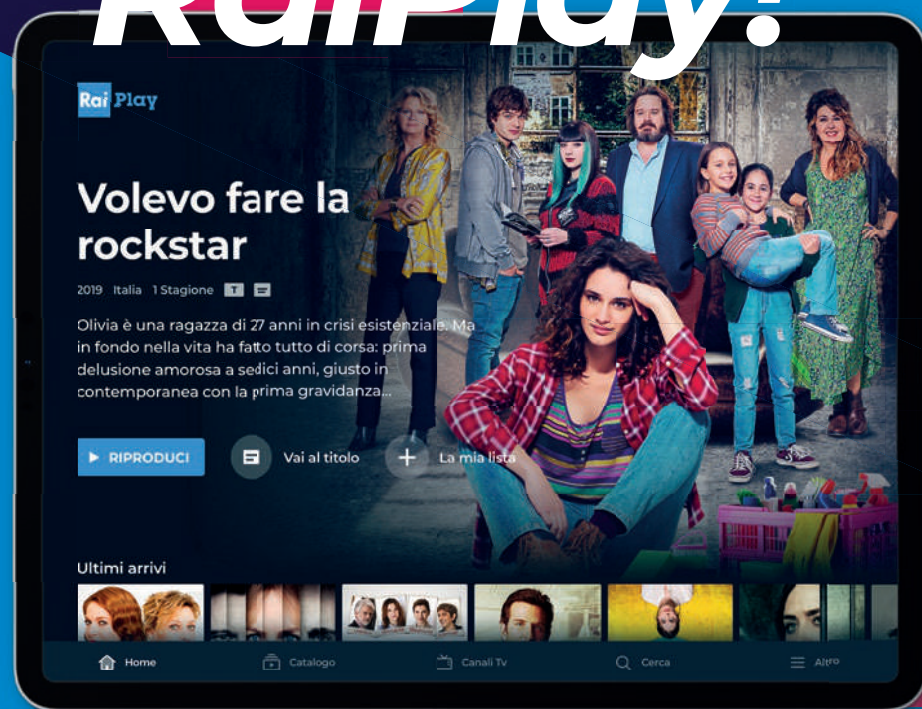 RaiPlay!
Rai Play
Volevo fare la
rockstar
2019 Italia 1 Stagione T
Olivia è una ragazza di 27 anni in crisi esistenziale. Ma
in fondo nella vita ha fatto tutto di corsa: prima
delusione amorosa a sedici anni, giusto in
contemporanea con la prima gravidanza...
RIPRODUCI Vai al titolo La mia lista
Ultimi arrivi
Home Catalogo Canali Tv Cerca Altro